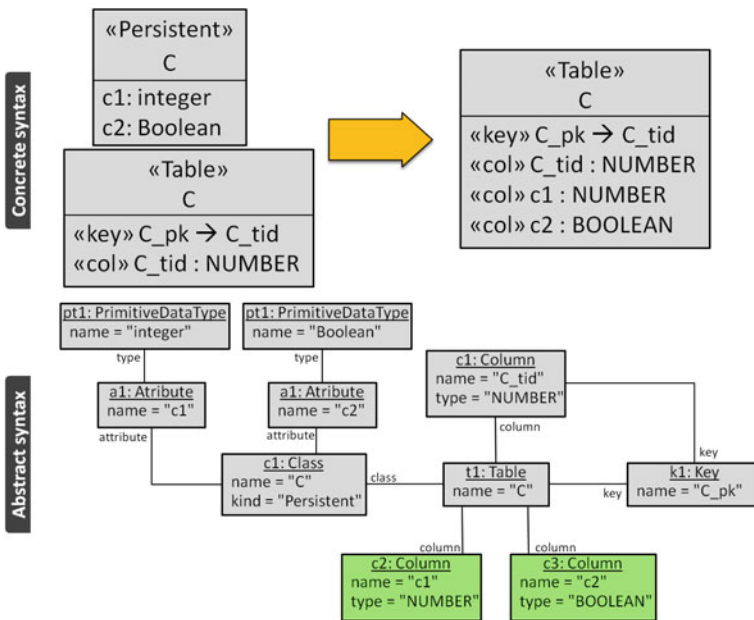 Concrete syntax
«Persistent»
C
c1: integer
c2: Boolean
«Table»
C
«key» C_pk → C_tid
«col» C_tid : NUMBER
«Table»
C
«key» C_pk → C_tid
«col» C_tid : NUMBER
«col» c1 : NUMBER
«col» c2 : BOOLEAN
Abstract syntax
pt1: PrimitiveDataType
name = "integer"
pt1: PrimitiveDataType
name = "Boolean"
type
type
a1: Atribute
name = "c1"
a1: Atribute
name = "c2"
c1: Column
name = "C_tid"
type = "NUMBER"
attribute
attribute
column
key
c1: Class
name = "C"
kind = "Persistent"
class
t1: Table
name = "C"
key
k1: Key
name = "C_pk"
column
column
c2: Column
name = "c1"
type = "NUMBER"
c3: Column
name = "c2"
type = "BOOLEAN"